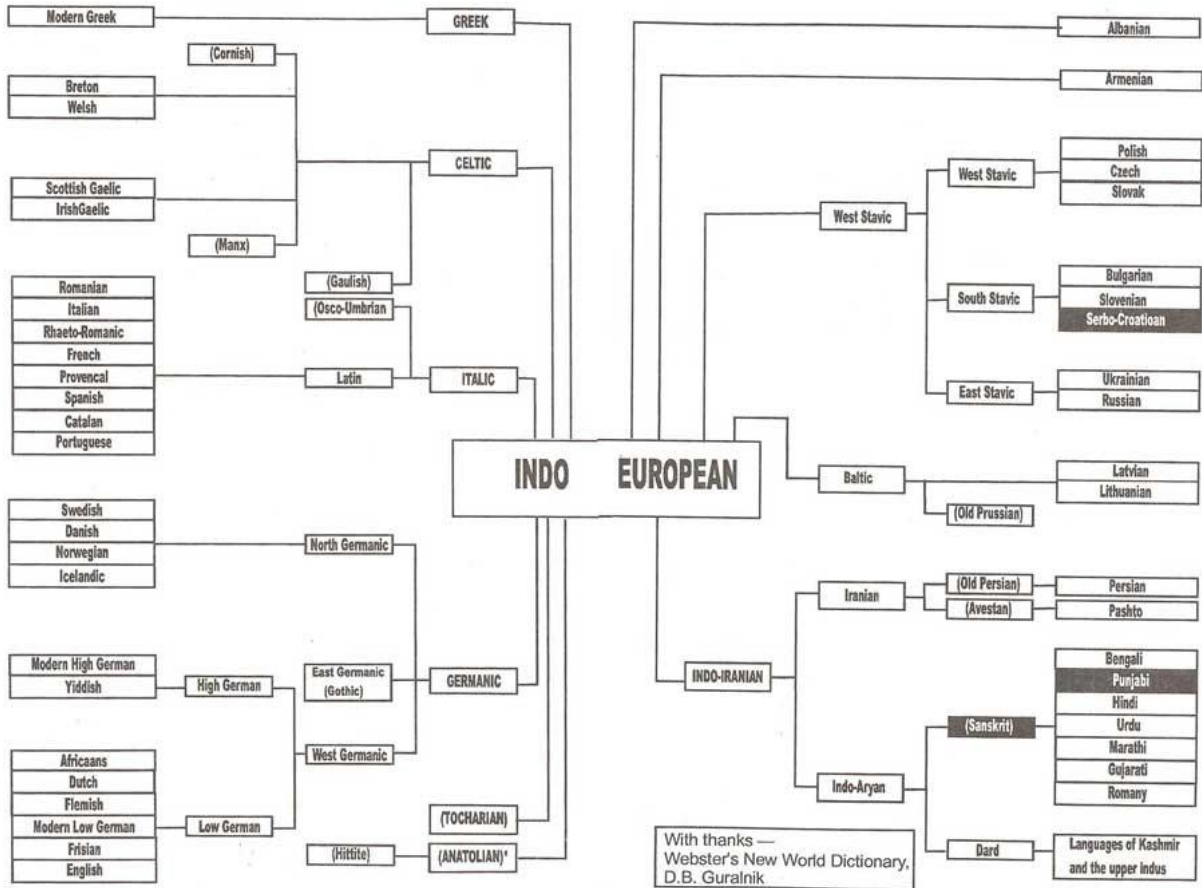 Modern Greek
GREEK
(Cornish)
Breton
Welsh
CELTIC
Scottish Gaelic
IrishGaelic
(Manx)
(Gaulish)
(Osco-Umbrian
Romanian
Italian
Rhaeto-Romanic
French
Provencal
Spanish
Catalan
Portuguese
Latin
ITALIC
INDO EUROPEAN
Swedish
Danish
Norwegian
Icelandic
North Germanic
East Germanic
(Gothic)
GERMANIC
Modern High German
Yiddish
High German
West Germanic
Africaans
Dutch
Flemish
Modern Low German
Frisian
English
Low German
(TOCHARIAN)
(Hittite)
(ANATOLIAN)*
Albanian
Armenian
West Stavic
West Stavic
Polish
Czech
Slovak
South Stavic
Bulgarian
Slovenian
Serbo-Croatioan
East Stavic
Ukrainian
Russian
Baltic
Latvian
Lithuanian
(Old Prussian)
INDO-IRANIAN
Iranian
(Old Persian)
Persian
(Avestan)
Pashto
Indo-Aryan
(Sanskrit)
Bengali
Punjabi
Hindi
Urdu
Marathi
Gujarati
Romany
Dard
Languages of Kashmir
and the upper indus
With thanks —
Webster's New World Dictionary,
D.B. Guralnik